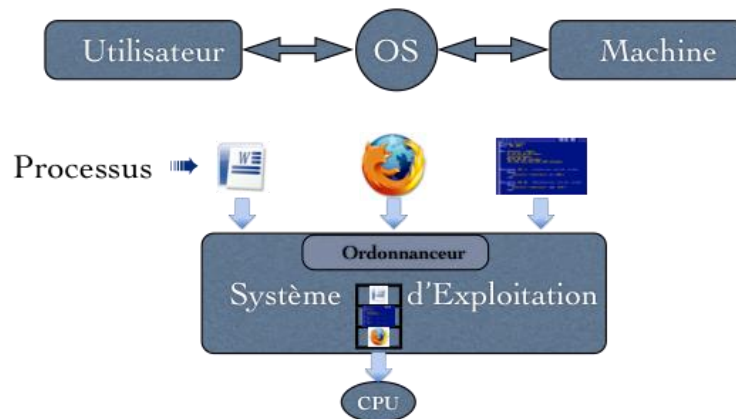 Utilisateur
OS
Machine
Processus
W
Ordonnanceur
Système d'Exploitation
CPU